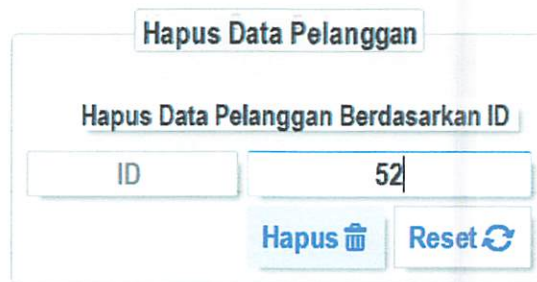 Hapus Data Pelanggan
Hapus Data Pelanggan Berdasarkan ID
ID 52
Hapus Reset